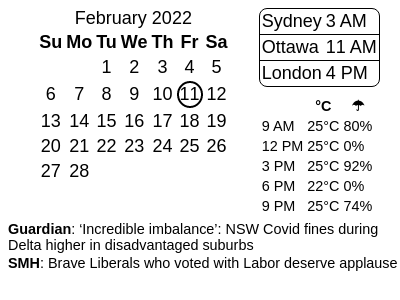 February 2022
Su Mo Tu We Th Fr Sa
1 2 3 4 5
6 7 8 9 10 11 12
13 14 15 16 17 18 19
20 21 22 23 24 25 26
27 28
Sydney 3 AM
Ottawa 11 AM
London 4 PM
°C ☂
9 AM 25°C 80%
12 PM 25°C 0%
3 PM 25°C 92%
6 PM 22°C 0%
9 PM 25°C 74%
Guardian: ‘Incredible imbalance’: NSW Covid fines during
Delta higher in disadvantaged suburbs
SMH: Brave Liberals who voted with Labor deserve applause